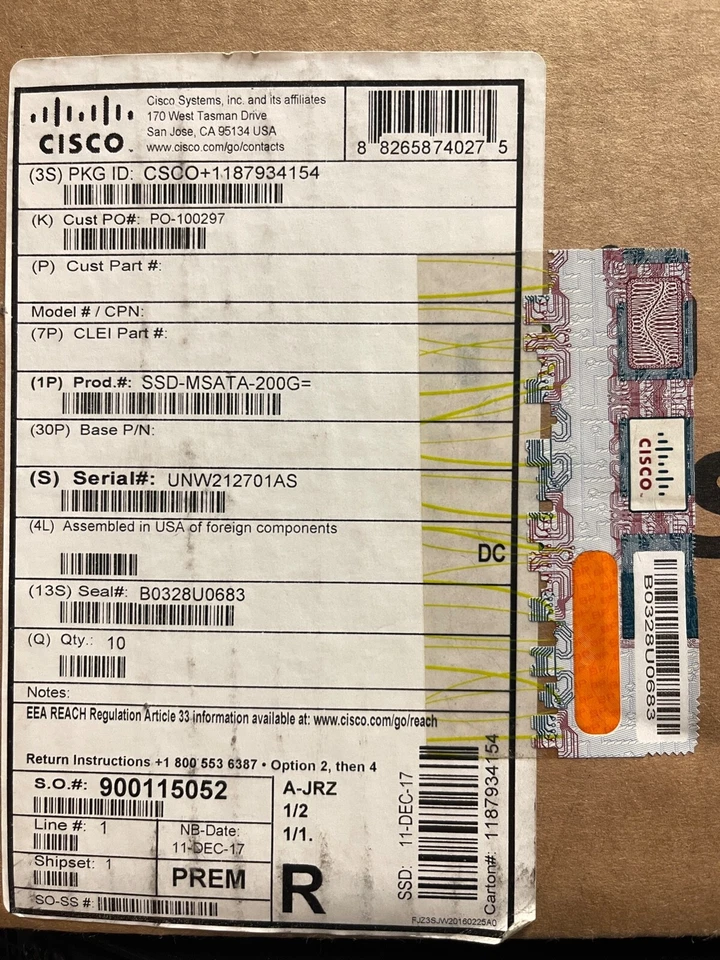 CISCO
Cisco Systems, Inc. and its affiliates
170 West Tasman Drive
San Jose, CA 95134 USA
www.cisco.com/go/contacts
8 8265874027 5
(3S) PKG ID: CSCO+1187934154
(K) Cust PO#: PO-100297
(P) Cust Part #:
Model # / CPN:
(7P) CLEI Part #:
(1P) Prod.#: SSD-MSATA-200G=
(30P) Base P/N:
(S) Serial#: UNW212701AS
(4L) Assembled in USA of foreign components
DC
(13S) Seal#: B0328U0683
(Q) Qty.: 10
Notes:
EEA REACH Regulation Article 33 information available at: www.cisco.com/go/reach
Return Instructions +1 800 553 6387 • Option 2, then 4
S.O.#: 900115052
Line #: 1
NB-Date:
11-DEC-17
Shipset: 1
PREM
SO-SS #:
A-JRZ
1/2
1/1.
R
SSD: 11-DEC-17
Carton#: 1187934154
FJZ3SJW20160225A0
CISCO
B0328U0683